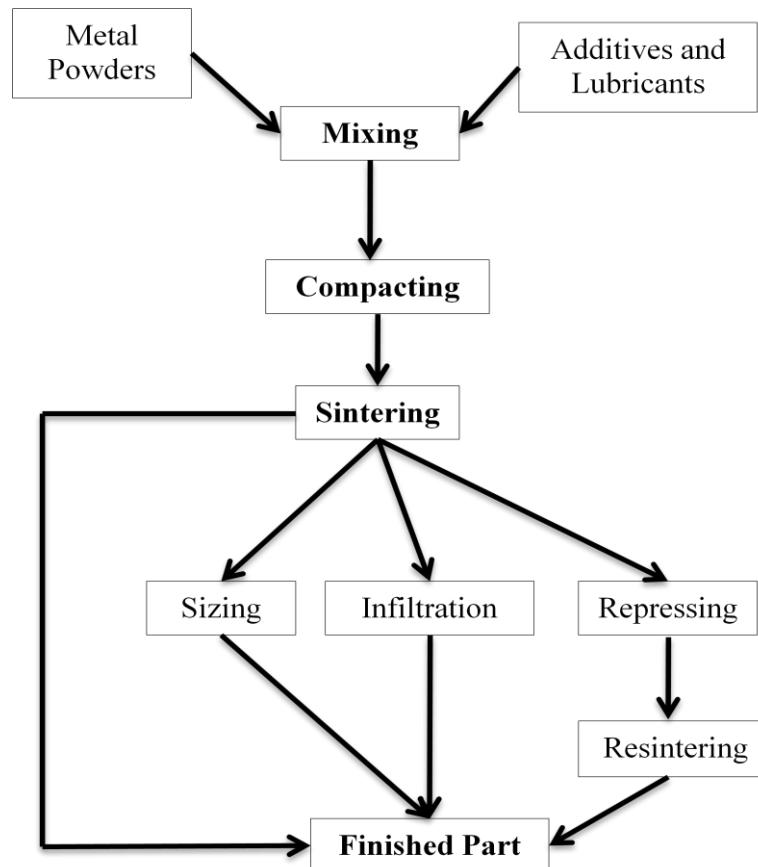 Metal
Powders
Additives and
Lubricants
Mixing
Compacting
Sintering
Sizing
Infiltration
Repressing
Resintering
Finished Part